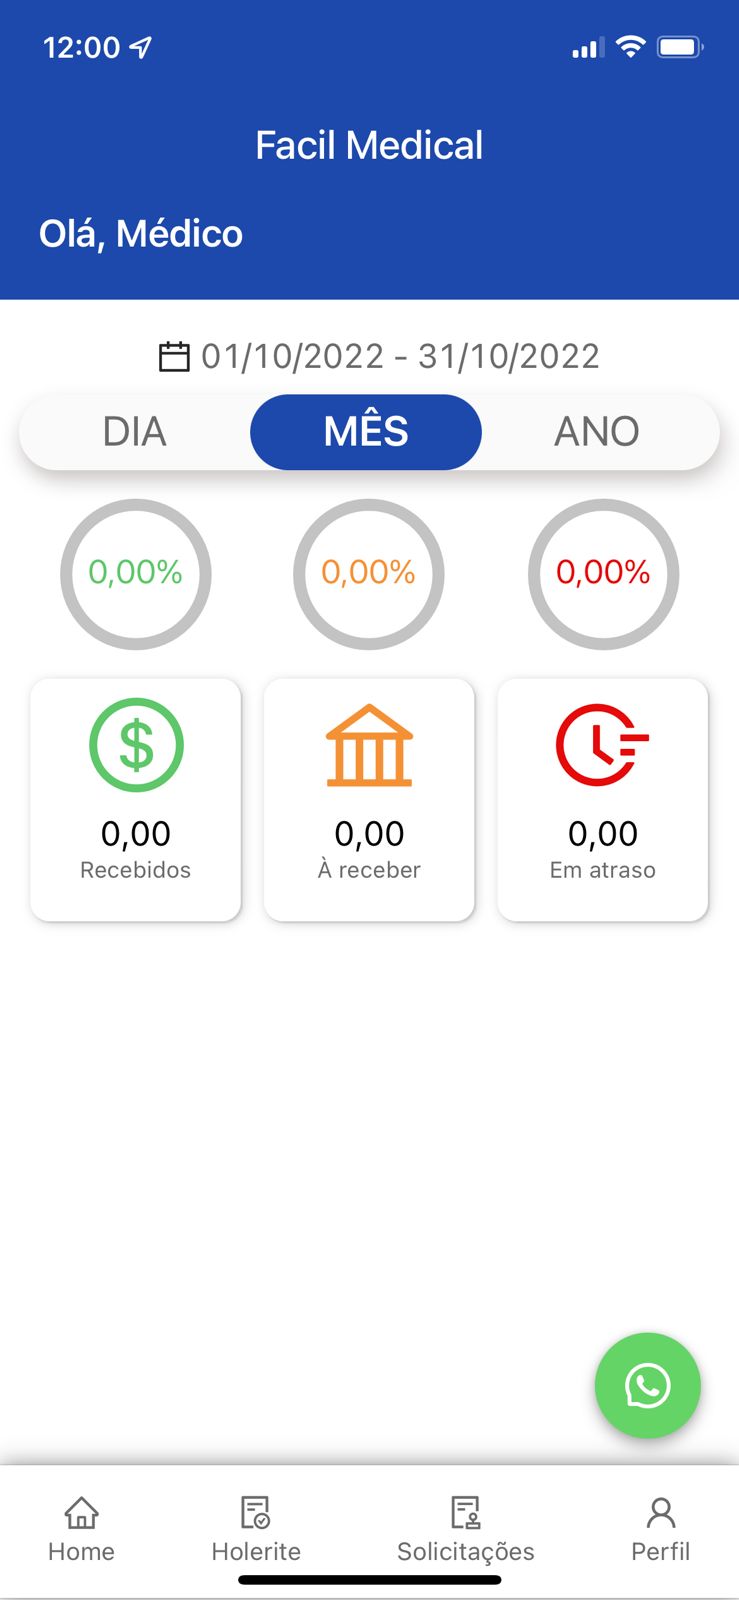 12:00
Facil Medical
Olá, Médico
01/10/2022 - 31/10/2022
DIA MÊS ANO
0,00% 0,00% 0,00%
$
0,00 0,00 0,00
Recebidos À receber Em atraso
Home Holerite Solicitações Perfil